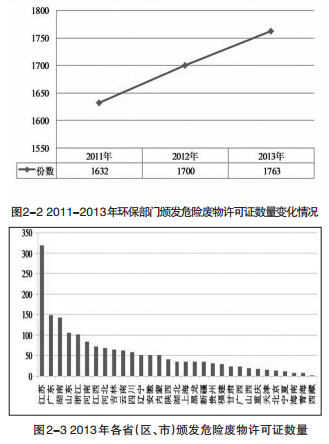 1800
1750
1700
1650
1600
1550
2011年 2012年 2013年
份数 1632 1700 1763
图2-2 2011-2013年环保部门颁发危险废物许可证数量变化情况
350
300
250
200
150
100
50
0
江苏 广东 湖南 山东 浙江 河南 江西 河北 吉林 云南 四川 辽宁 安徽 内蒙 陕西 湖北 上海 黑龙 新疆 贵州 福建 甘肃 广西 山西 重庆 天津 北京 宁夏 海南 青海 西藏
图2-3 2013年各省(区、市)颁发危险废物许可证数量